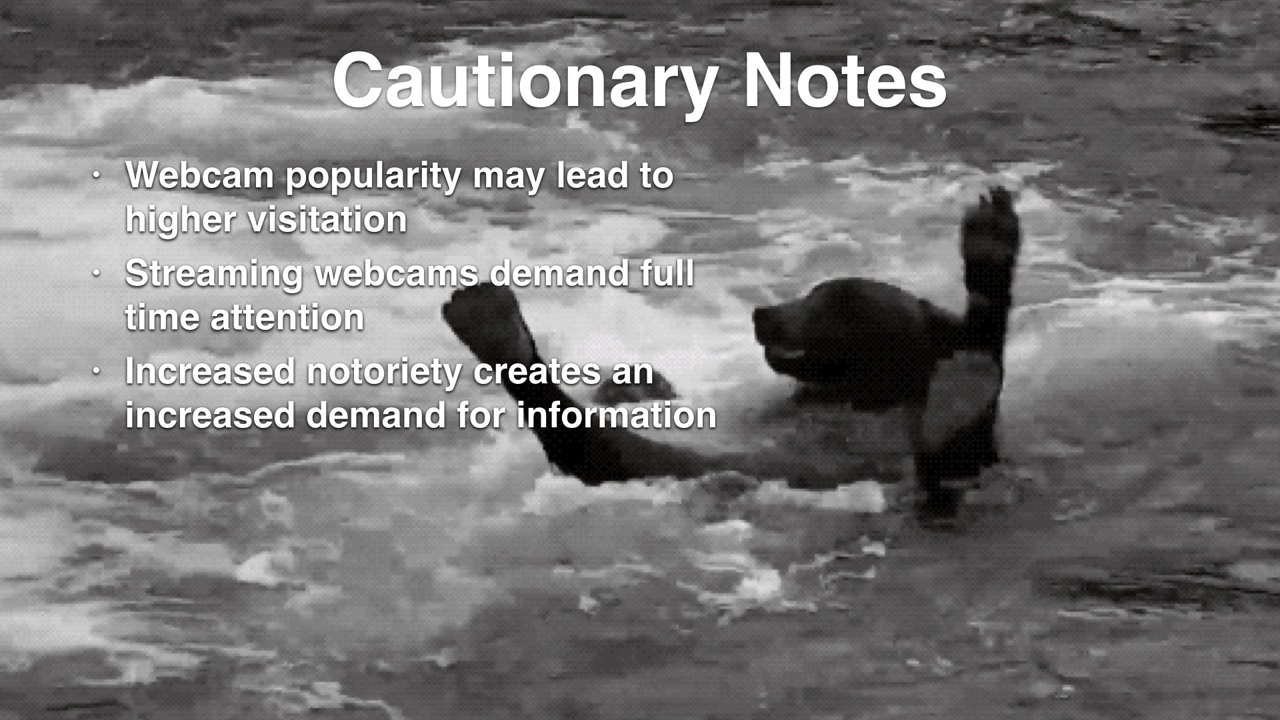 Cautionary Notes
· Webcam popularity may lead to
higher visitation
· Streaming webcams demand full
time attention
· Increased notoriety creates an
increased demand for information